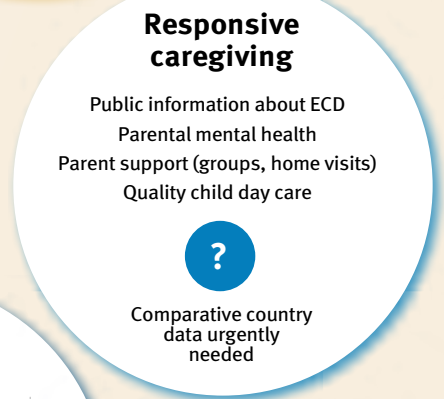 Responsive
caregiving
Public information about ECD
Parental mental health
Parent support (groups, home visits)
Quality child day care
?
Comparative country
data urgently
needed